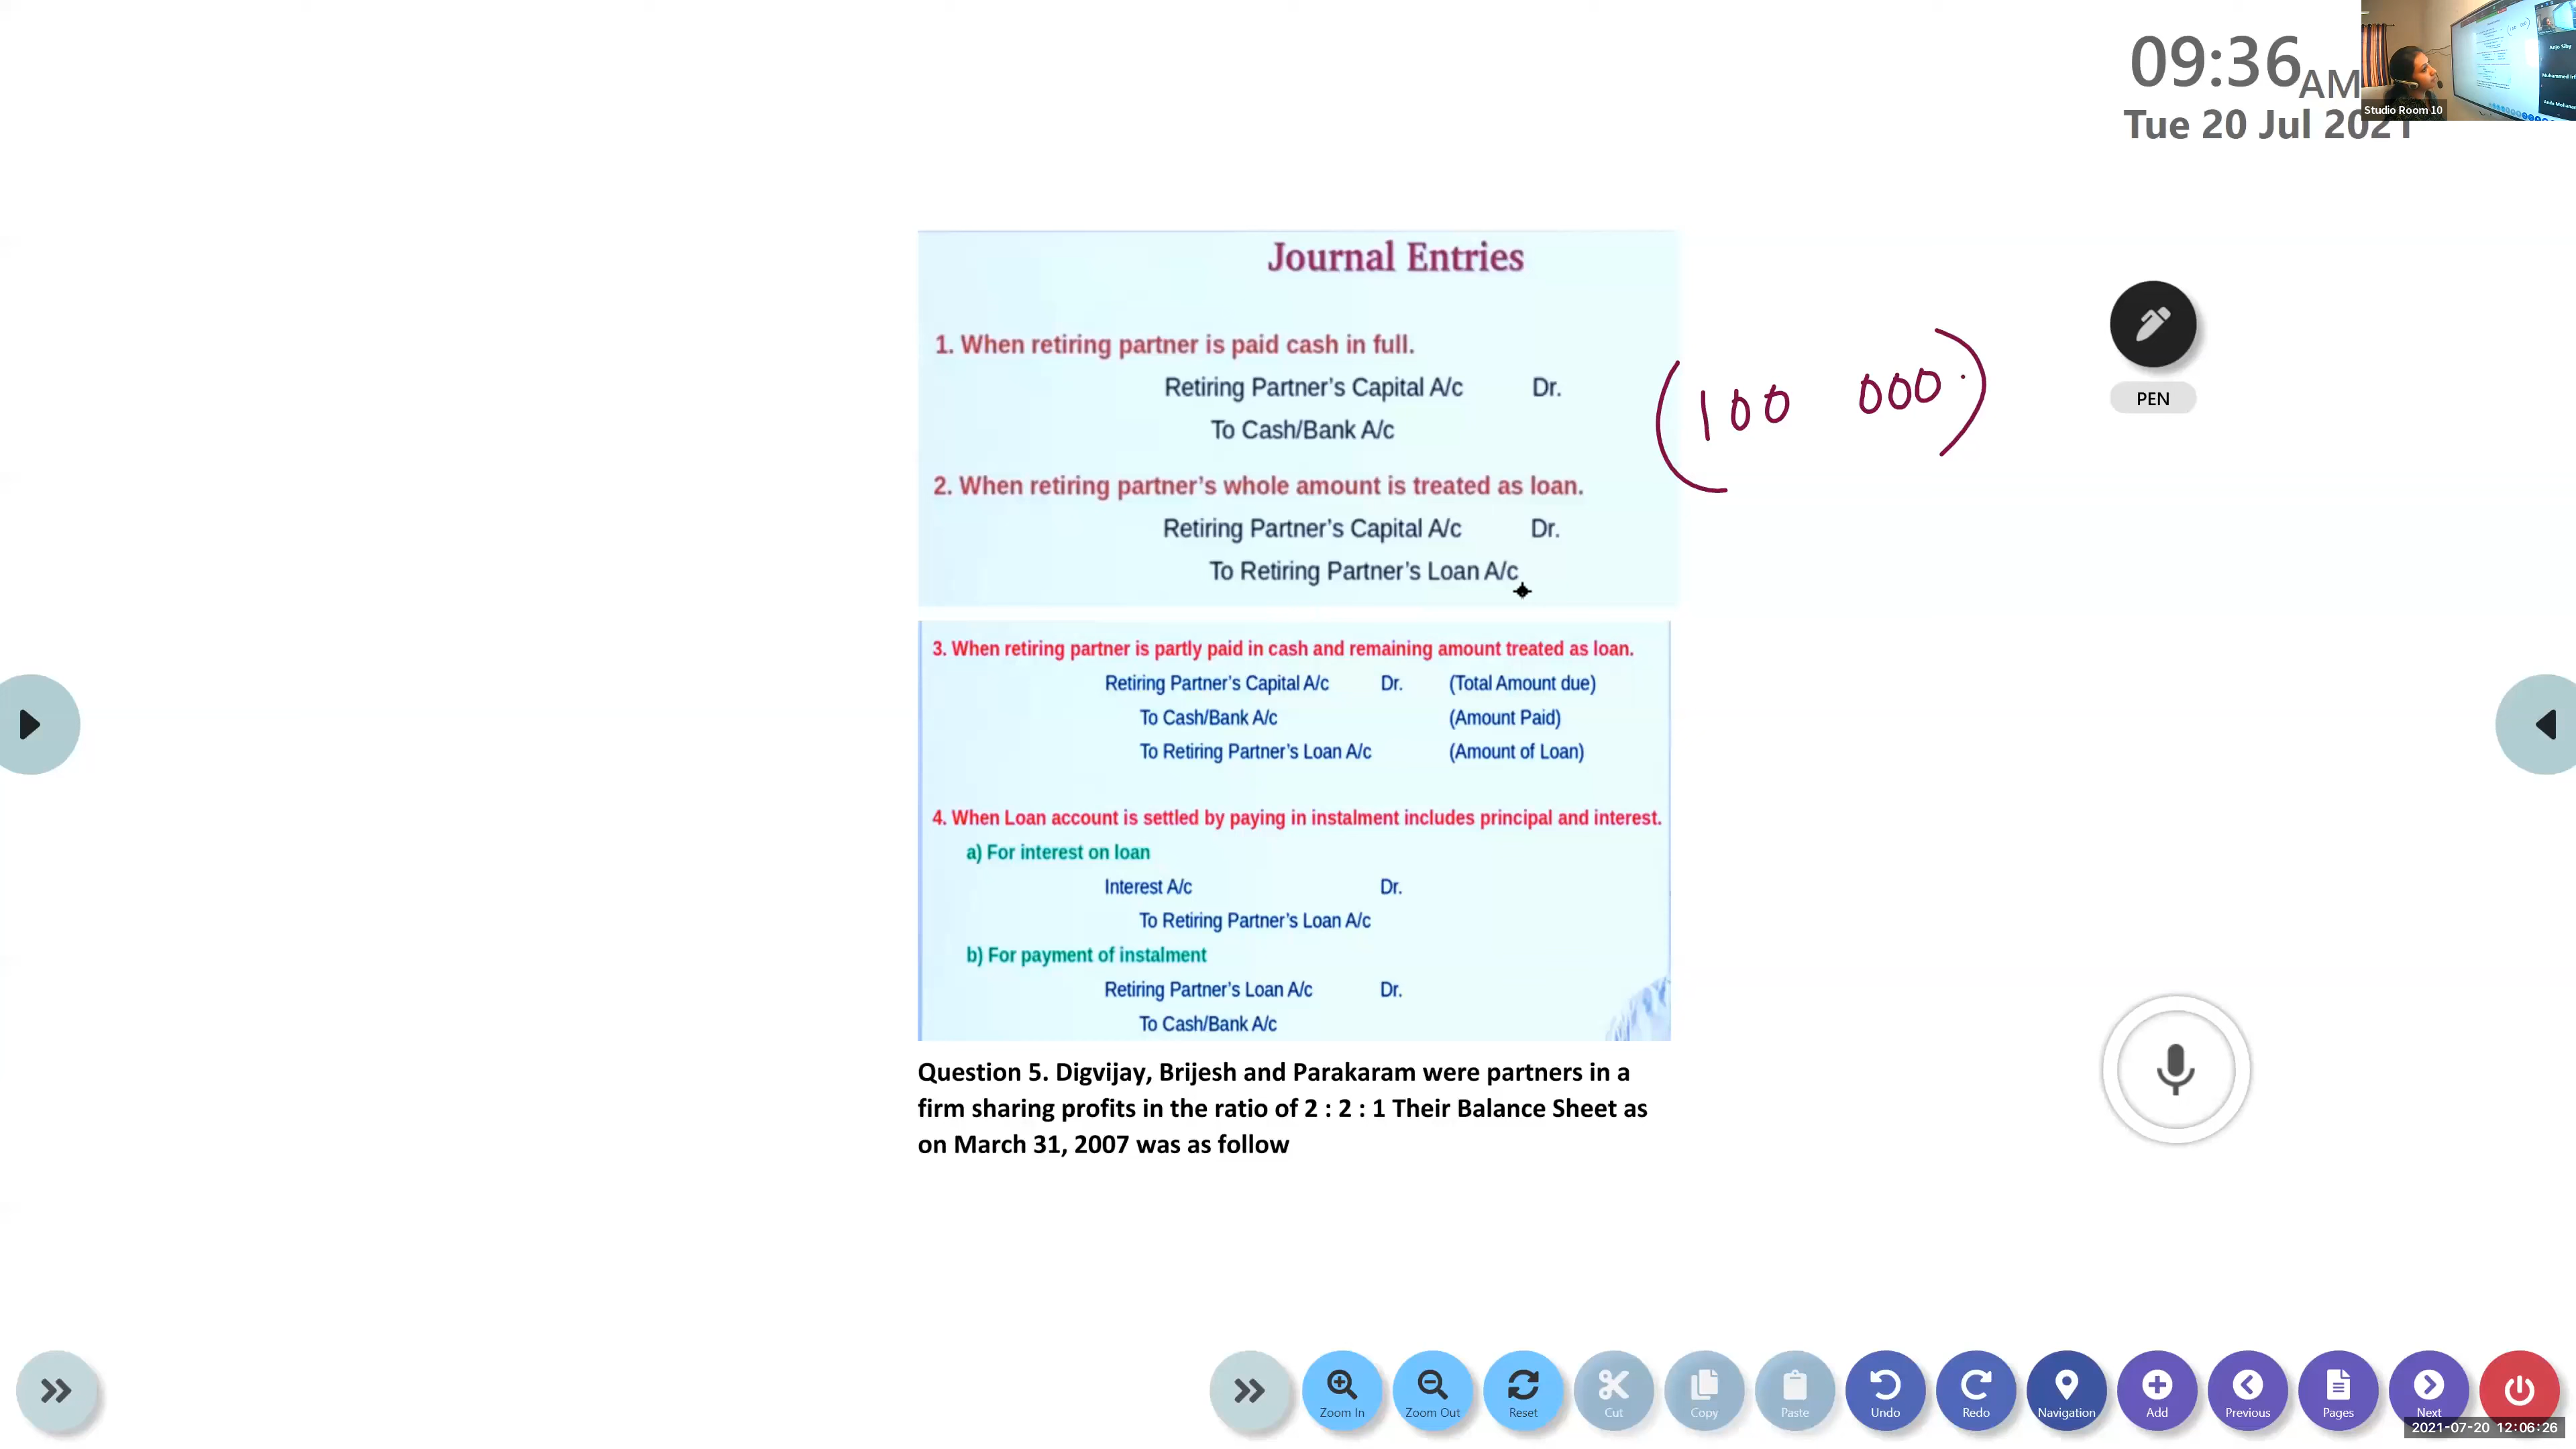 09:36 AM
Tue 20 Jul 2021
Studio Room 10
Journal Entries
1. When retiring partner is paid cash in full.
Retiring Partner's Capital A/c Dr.
To Cash/Bank A/c
(100 000)
2. When retiring partner's whole amount is treated as loan.
Retiring Partner's Capital A/c Dr.
To Retiring Partner's Loan A/c
PEN
3. When retiring partner is partly paid in cash and remaining amount treated as loan.
Retiring Partner's Capital A/c Dr. (Total Amount due)
To Cash/Bank A/c (Amount Paid)
To Retiring Partner's Loan A/c (Amount of Loan)
4. When Loan account is settled by paying in instalment includes principal and interest.
a) For interest on loan
Interest A/c Dr.
To Retiring Partner's Loan A/c
b) For payment of instalment
Retiring Partner's Loan A/c Dr.
To Cash/Bank A/c
Question 5. Digvijay, Brijesh and Parakaram were partners in a
firm sharing profits in the ratio of 2 : 2 : 1 Their Balance Sheet as
on March 31, 2007 was as follow
Zoom In Zoom Out Reset Cut Copy Paste Undo Redo Navigation Add Previous Pages Next
2021-07-20 12:06:26